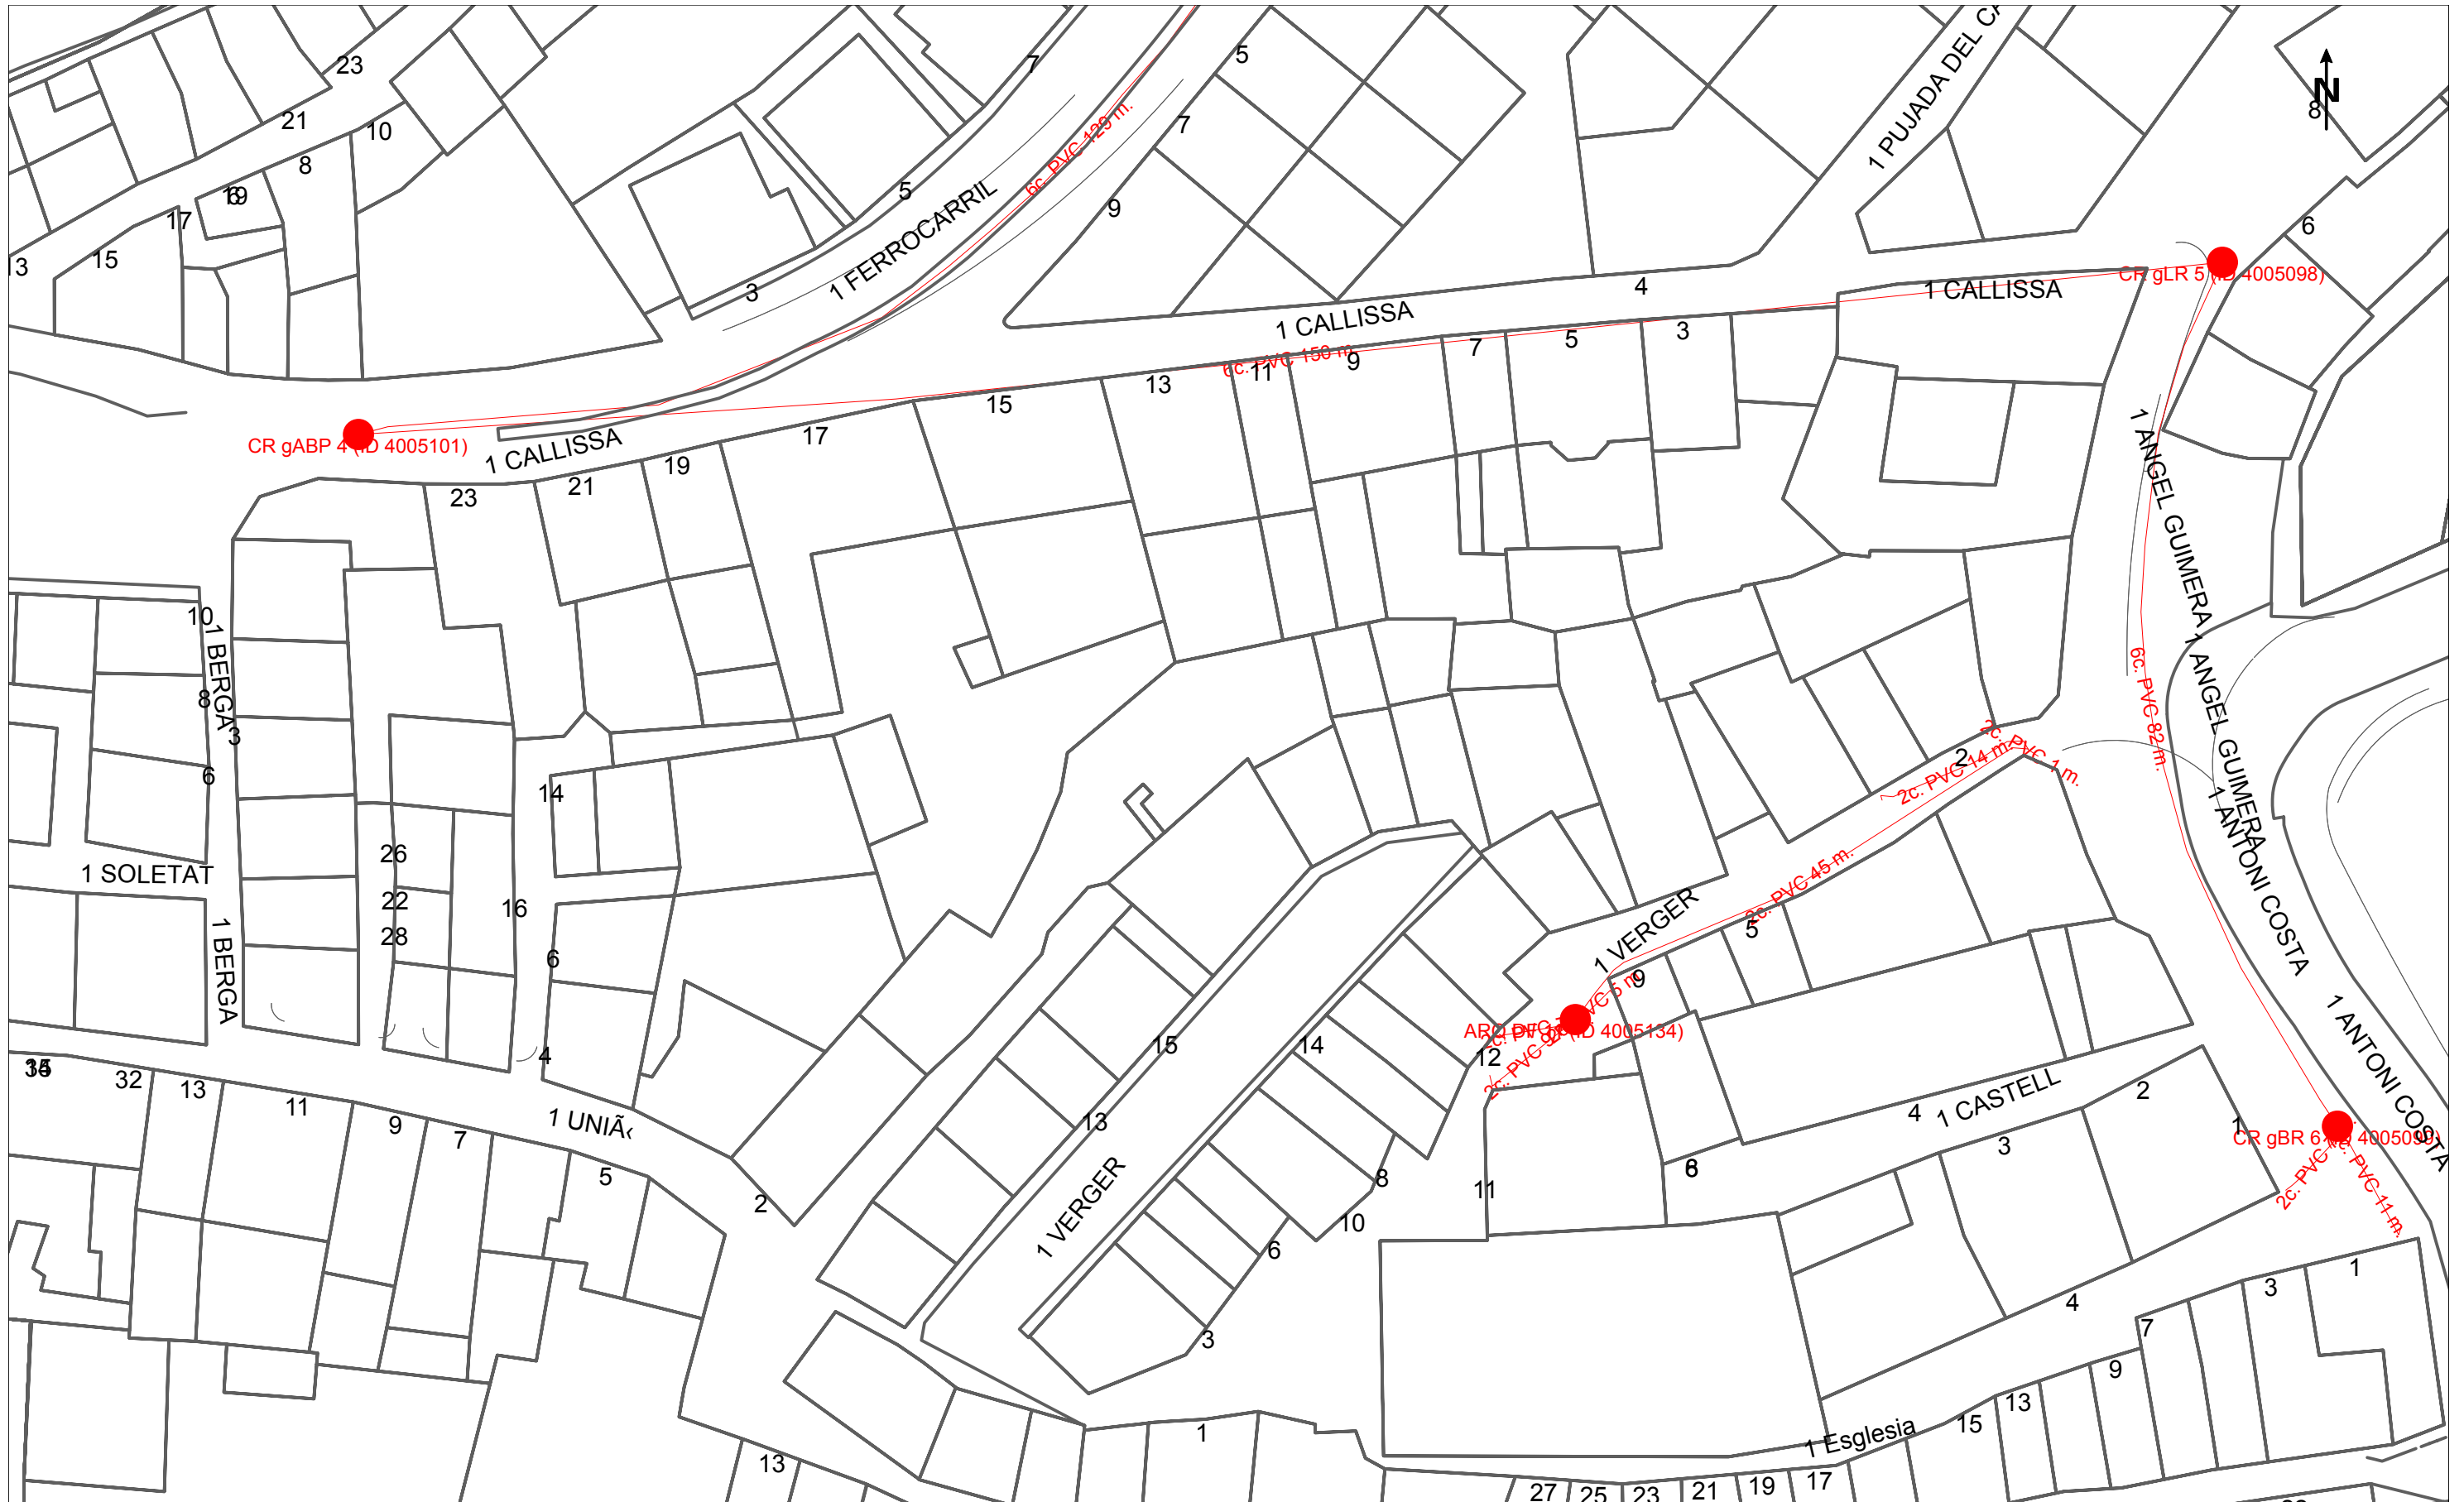 23
7
5
1 PUJADA DEL CA
N
8
21
10
6c. PVC 129 m.
7
8
5
9
17
15
13
1 FERROCARRIL
6
3
4
CR gLR 5 (ID 4005098)
1 CALLISSA
1 CALLISSA
6c. PVC 150 m.
3
5
7
9
11
13
15
17
CR gABP 4 (ID 4005101)
1 CALLISSA
19
21
23
1 ANGEL GUIMERA
10
1 BERGA
8
3
6
1 ANGEL GUIMERA
6c. PVC 82 m.
2c. PVC 1 m.
2
2c. PVC 14 m.
14
1 ANTONI COSTA
26
1 SOLETAT
22
16
28
1 BERGA
6
2c. PVC 45 m.
1 VERGER
5
9
4
15
14
12
1 ANTONI COSTA
32
13
11
9
7
5
1 UNIÃ‹
13
4
1 CASTELL
2
3
1
CR gBR 6 (ID 4005099)
2c. PVC 11 m.
11
8
10
6
2
1 VERGER
3
4
1
3
7
9
13
15
1 Esglesia
1
13
27
25
23
21
19
17